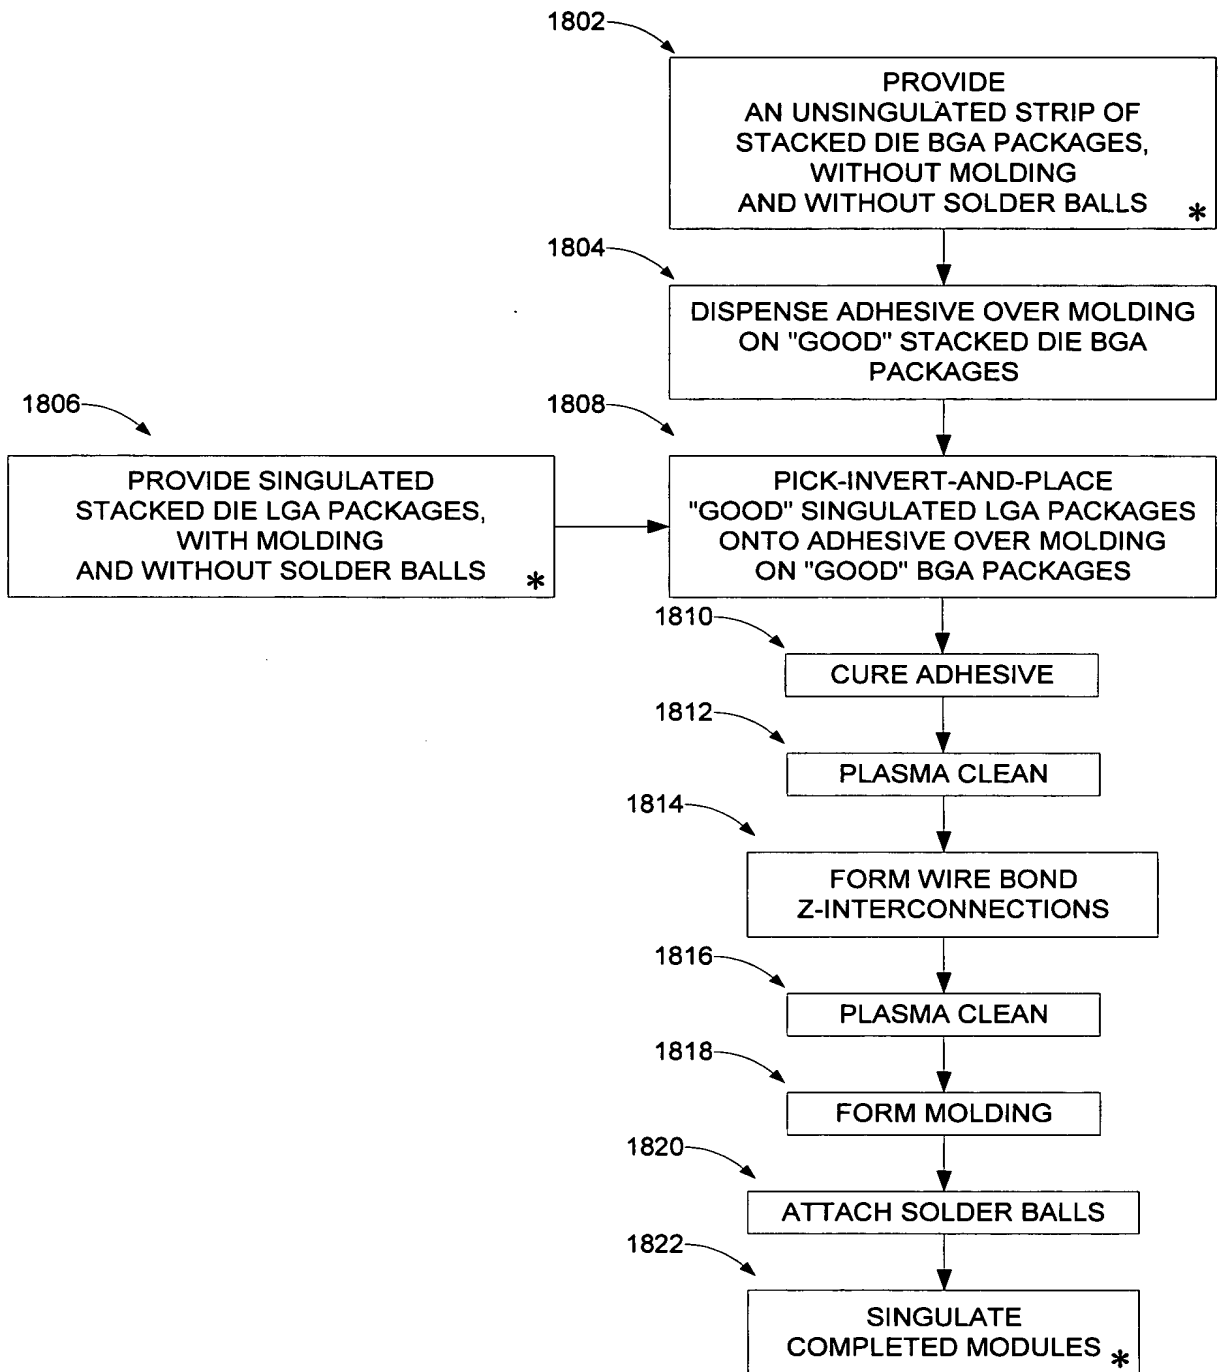 1802
PROVIDE
AN UNSINGULATED STRIP OF
STACKED DIE BGA PACKAGES,
WITHOUT MOLDING
AND WITHOUT SOLDER BALLS *
1804
DISPENSE ADHESIVE OVER MOLDING
ON "GOOD" STACKED DIE BGA
PACKAGES
1806
PROVIDE SINGULATED
STACKED DIE LGA PACKAGES,
WITH MOLDING
AND WITHOUT SOLDER BALLS *
1808
PICK-INVERT-AND-PLACE
"GOOD" SINGULATED LGA PACKAGES
ONTO ADHESIVE OVER MOLDING
ON "GOOD" BGA PACKAGES
1810
CURE ADHESIVE
1812
PLASMA CLEAN
1814
FORM WIRE BOND
Z-INTERCONNECTIONS
1816
PLASMA CLEAN
1818
FORM MOLDING
1820
ATTACH SOLDER BALLS
1822
SINGULATE
COMPLETED MODULES *